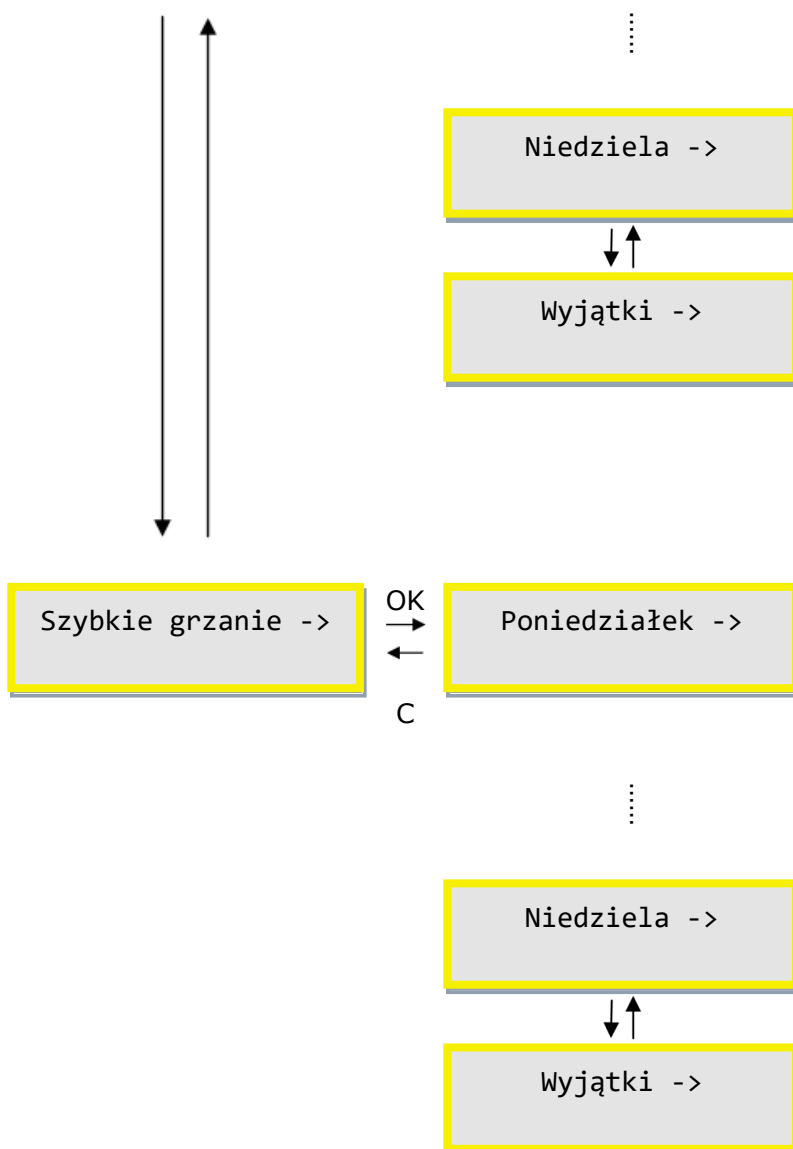 Niedziela ->
Wyjątki ->
Szybkie grzanie ->
OK
C
Poniedziałek ->
Niedziela ->
Wyjątki ->